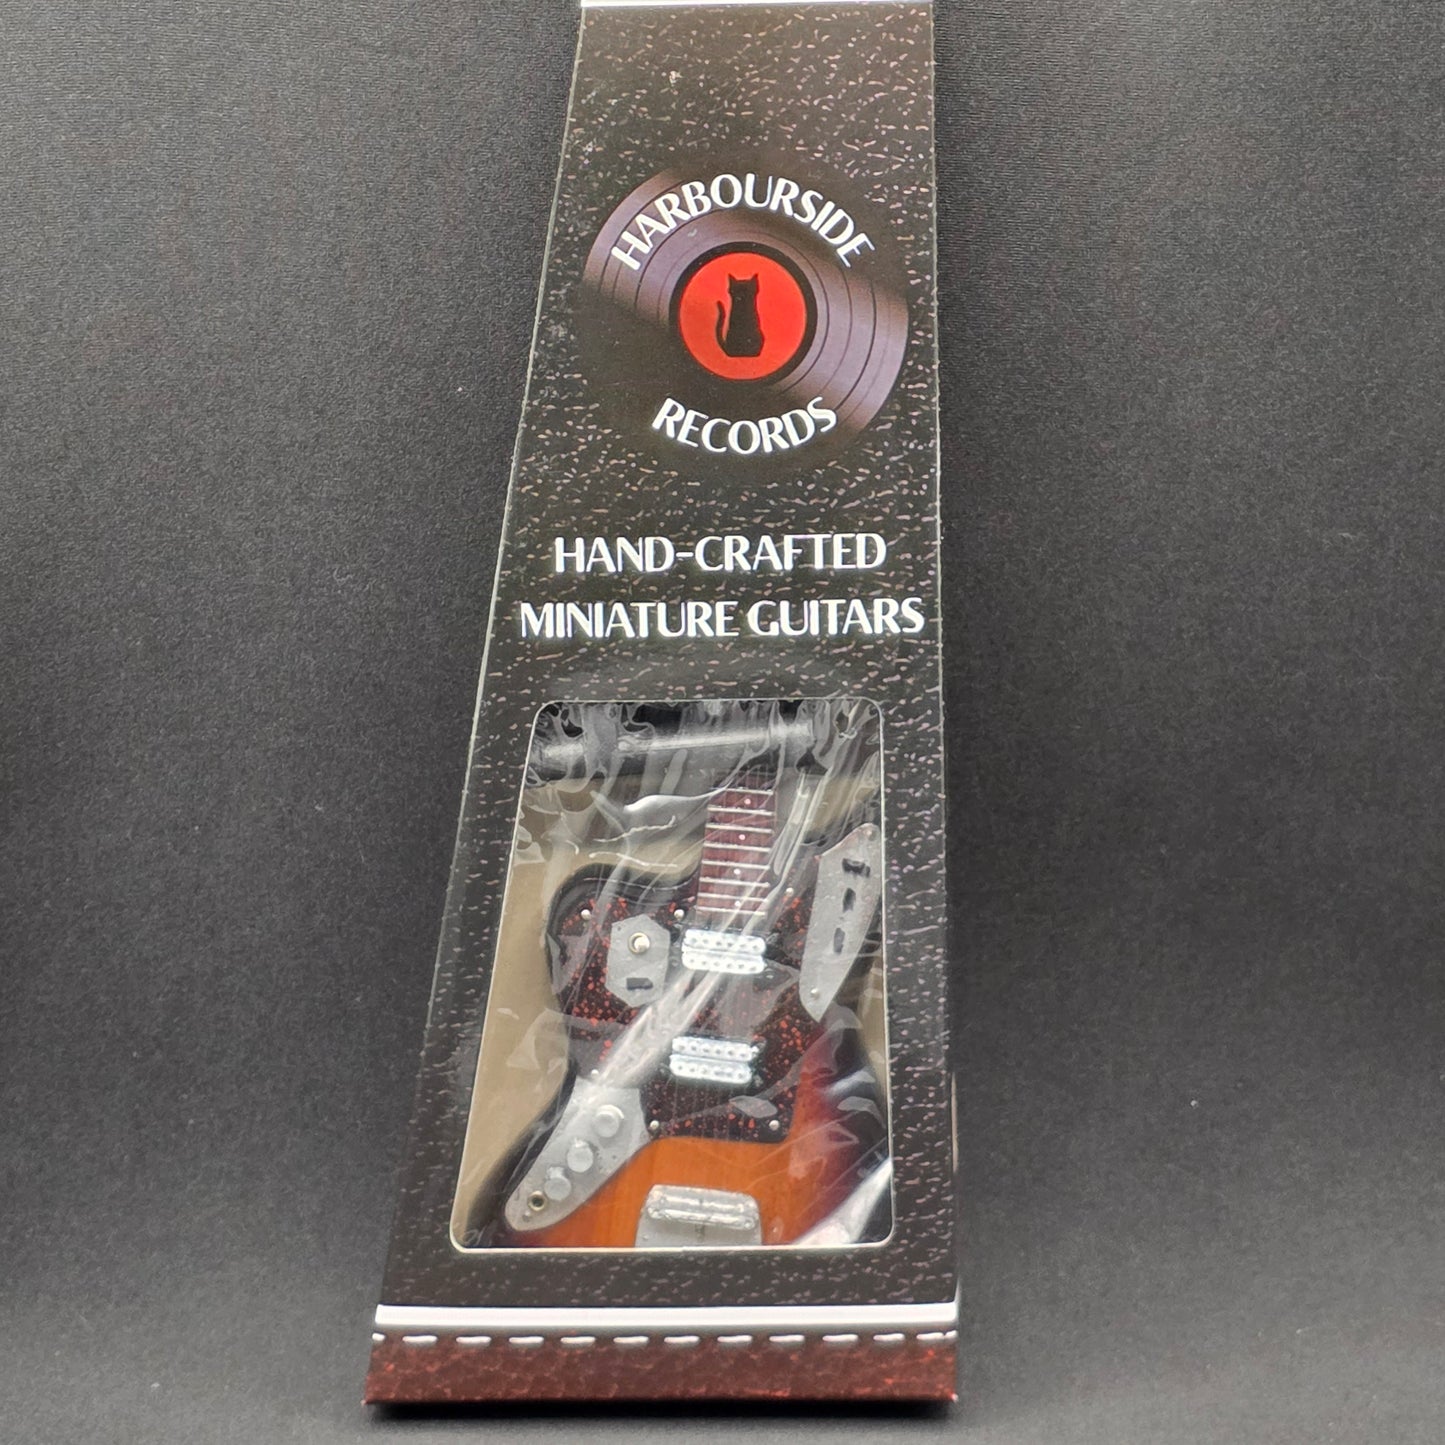 HARBOURSIDE
RECORDS
HAND-CRAFTED
MINIATURE GUITARS